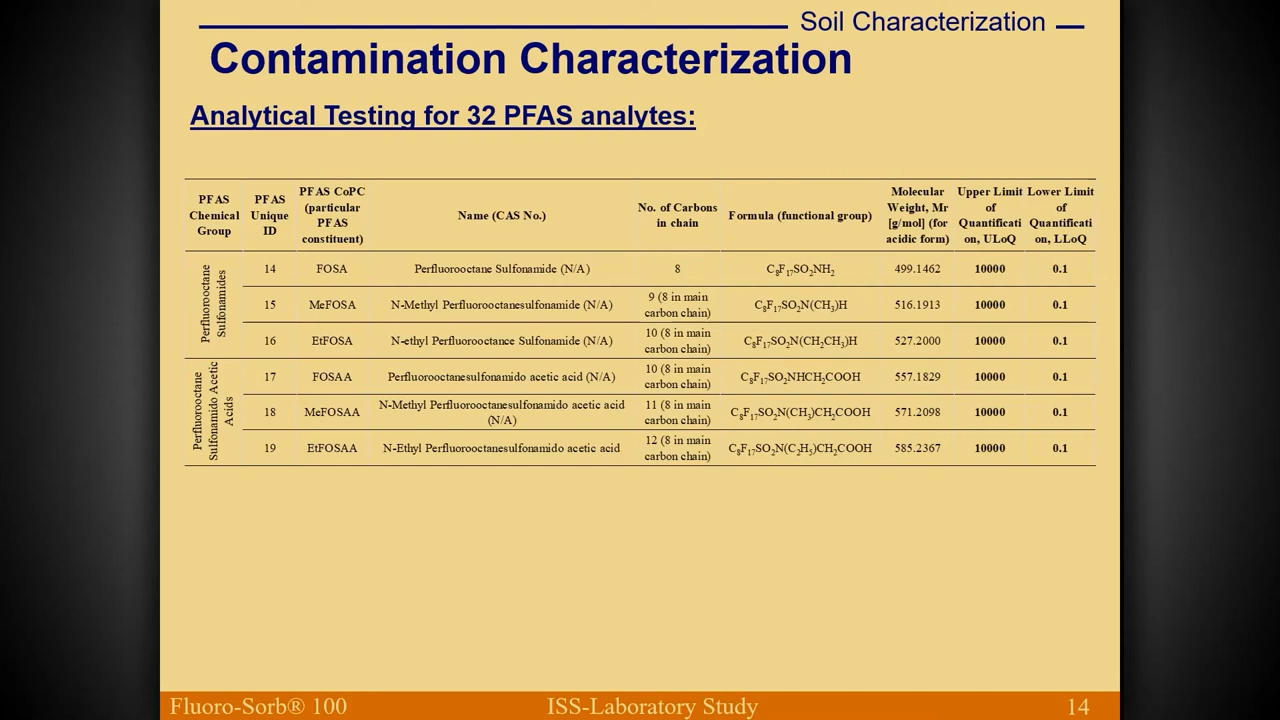 Soil Characterization
Contamination Characterization
Analytical Testing for 32 PFAS analytes:
PFAS Chemical Group
PFAS Unique ID
PFAS CoPC (particular PFAS constituent)
Name (CAS No.)
No. of Carbons in chain
Formula (functional group)
Molecular Weight, Mr [g/mol] (for acidic form)
Upper Limit of Quantificati on, ULoQ
Lower Limit of Quantificati on, LLoQ
Perfluorooctane Sulfonamides
14 FOSA Perfluorooctane Sulfonamide (N/A) 8 C₈F₁₇SO₂NH₂ 499.1462 10000 0.1
15 MeFOSA N-Methyl Perfluorooctanesulfonamide (N/A) 9 (8 in main carbon chain) C₈F₁₇SO₂N(CH₃)H 516.1913 10000 0.1
16 EtFOSA N-ethyl Perfluorooctance Sulfonamide (N/A) 10 (8 in main carbon chain) C₈F₁₇SO₂N(CH₂CH₃)H 527.2000 10000 0.1
Perfluorooctane Sulfonamido Acetic Acids
17 FOSAA Perfluorooctanesulfonamido acetic acid (N/A) 10 (8 in main carbon chain) C₈F₁₇SO₂NHCH₂COOH 557.1829 10000 0.1
18 MeFOSAA N-Methyl Perfluorooctanesulfonamido acetic acid (N/A) 11 (8 in main carbon chain) C₈F₁₇SO₂N(CH₃)CH₂COOH 571.2098 10000 0.1
19 EtFOSAA N-Ethyl Perfluorooctanesulfonamido acetic acid 12 (8 in main carbon chain) C₈F₁₇SO₂N(C₂H₅)CH₂COOH 585.2367 10000 0.1
Fluoro-Sorb® 100 ISS-Laboratory Study 14